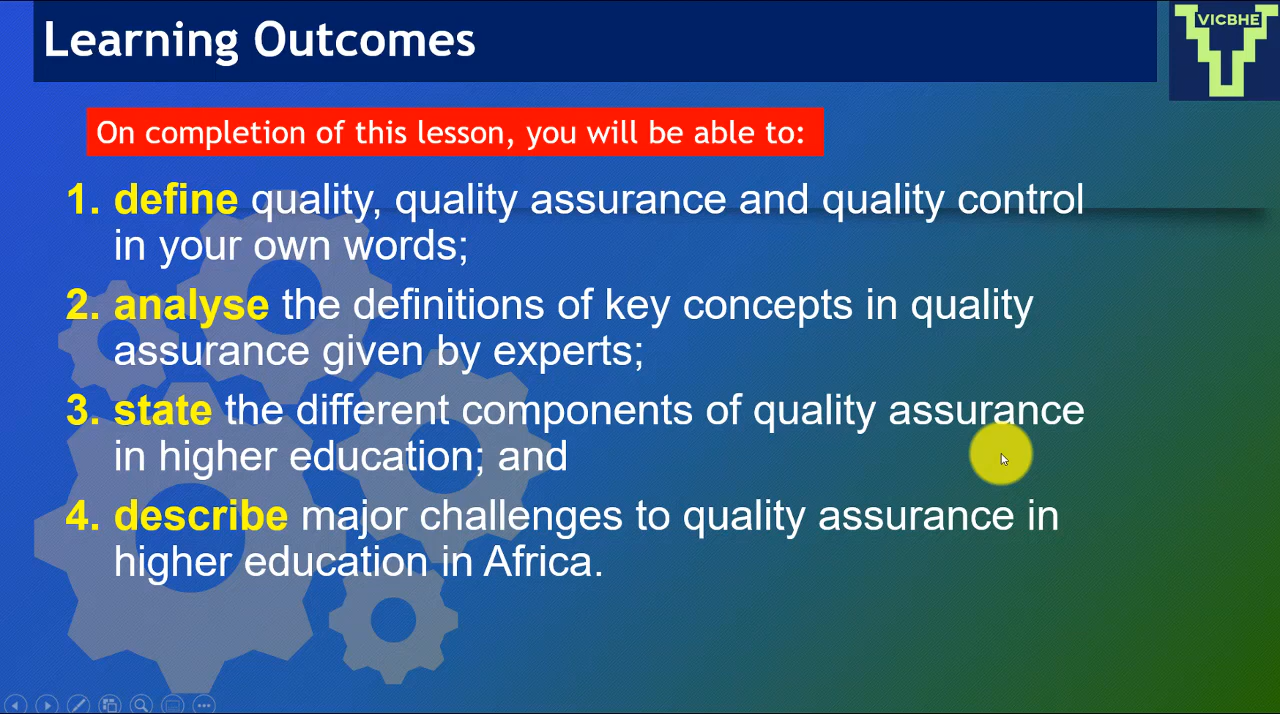 Learning Outcomes
VICBHE
On completion of this lesson, you will be able to:
1. define quality, quality assurance and quality control
in your own words;
2. analyse the definitions of key concepts in quality
assurance given by experts;
3. state the different components of quality assurance
in higher education; and
4. describe major challenges to quality assurance in
higher education in Africa.